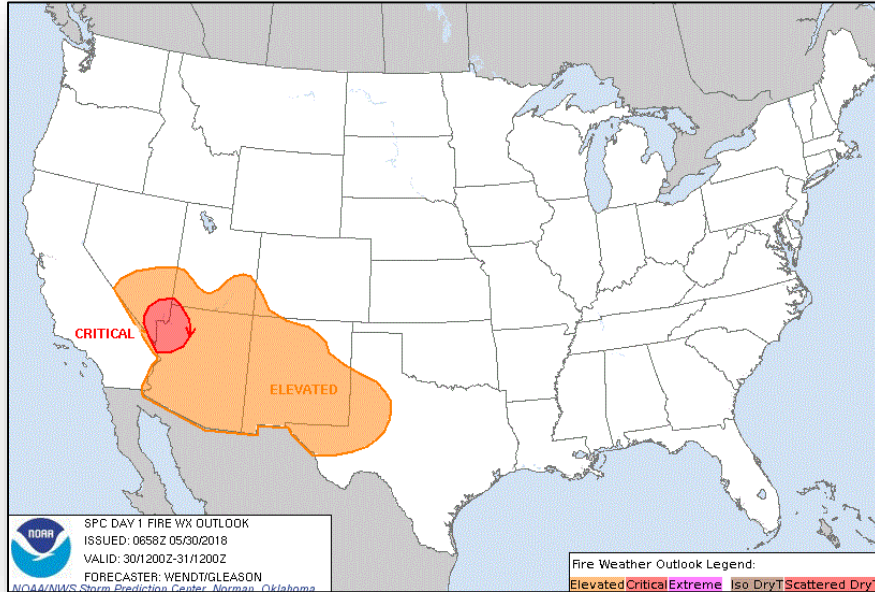 CRITICAL
ELEVATED
NOAA
SPC DAY 1 FIRE WX OUTLOOK
ISSUED: 0658Z 05/30/2018
VALID: 30/1200Z-31/1200Z
FORECASTER: WENDT/GLEASON
NOAA/NWS Storm Prediction Center, Norman, Oklahoma
Fire Weather Outlook Legend:
Elevated Critical Extreme Iso DryT Scattered DryT